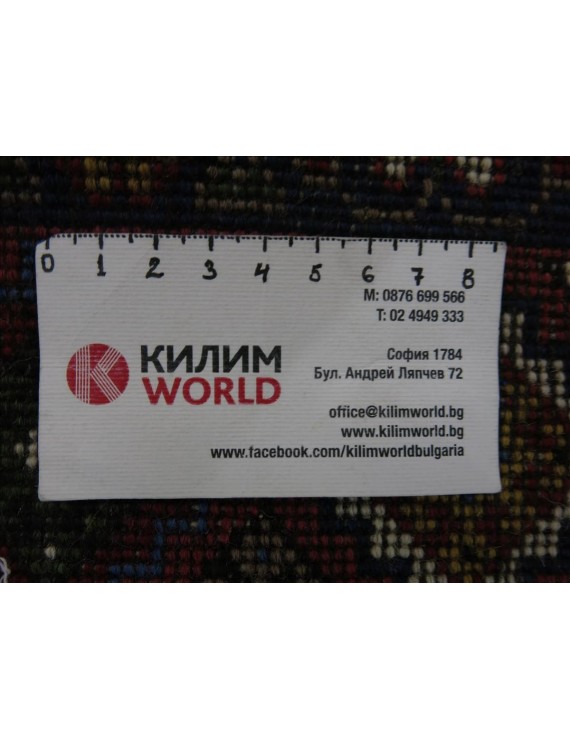 0 1 2 3 4 5 6 7 8
M: 0876 699 566
T: 02 4949 333
КИЛИМ
WORLD
София 1784
Бул. Андрей Ляпчев 72
office@kilimworld.bg
www.kilimworld.bg
www.facebook.com/kilimworldbulgaria